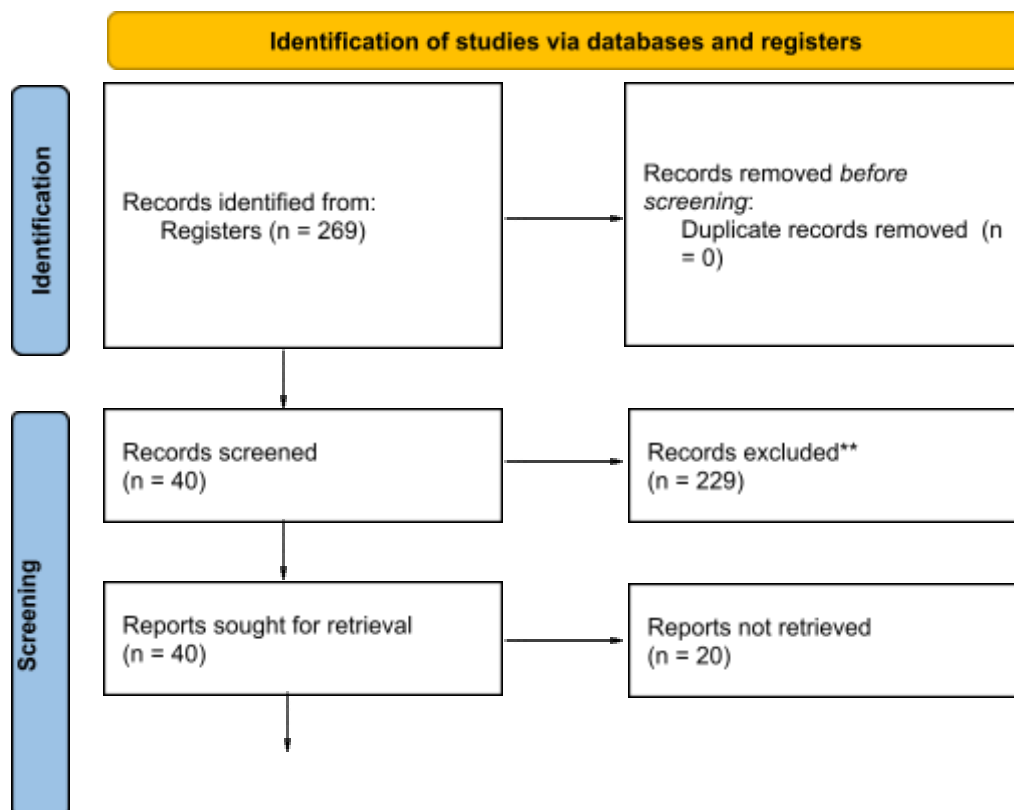 Identification of studies via databases and registers
Identification
Records identified from:
Registers (n = 269)
Records removed before
screening:
Duplicate records removed (n
= 0)
Screening
Records screened
(n = 40)
Records excluded**
(n = 229)
Reports sought for retrieval
(n = 40)
Reports not retrieved
(n = 20)